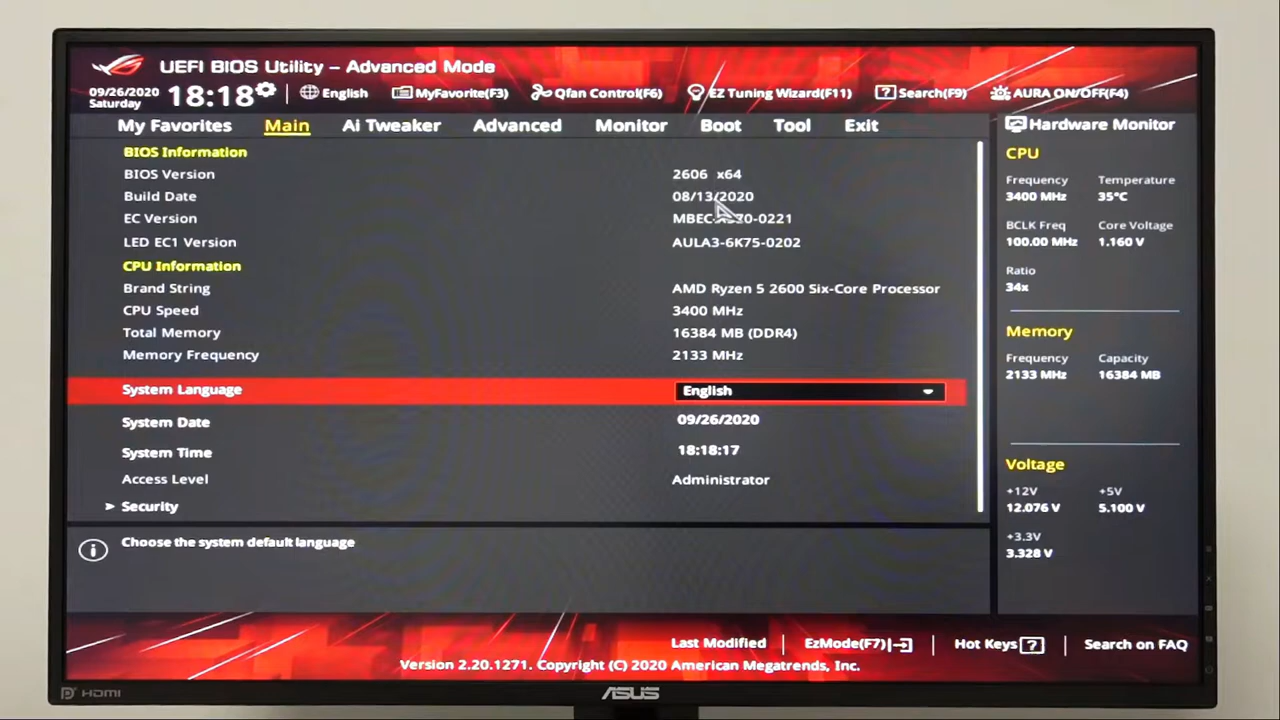 UEFI BIOS Utility – Advanced Mode
09/26/2020
Saturday
18:18
English
MyFavorite(F3)
Qfan Control(F6)
EZ Tuning Wizard(F11)
Search(F9)
AURA ON/OFF(F4)
My Favorites Main Ai Tweaker Advanced Monitor Boot Tool Exit
BIOS Information
BIOS Version 2606 x64
Build Date 08/13/2020
EC Version
LED EC1 Version AULA3-6K75-0202
CPU Information
Brand String AMD Ryzen 5 2600 Six-Core Processor
CPU Speed 3400 MHz
Total Memory 16384 MB (DDR4)
Memory Frequency 2133 MHz
System Language English
System Date 09/26/2020
System Time 18:18:17
Access Level Administrator
Security
Choose the system default language
Hardware Monitor
CPU
Frequency Temperature
3400 MHz 35°C
BCLK Freq Core Voltage
100.00 MHz 1.160 V
Ratio
34x
Memory
Frequency Capacity
2133 MHz 16384 MB
Voltage
+12V +5V
12.076 V 5.100 V
+3.3V
3.328 V
Last Modified EzMode(F7) Hot Keys ? Search on FAQ
Version 2.20.1271. Copyright (C) 2020 American Megatrends, Inc.
HDMI
ASUS